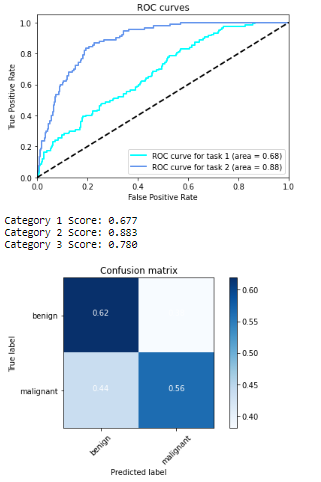 ROC curves
1.0
0.8
0.6
0.4
0.2
0.0
True Positive Rate
ROC curve for task 1 (area = 0.68)
ROC curve for task 2 (area = 0.88)
0.0 0.2 0.4 0.6 0.8 1.0
False Positive Rate
Category 1 Score: 0.677
Category 2 Score: 0.883
Category 3 Score: 0.780
Confusion matrix
True label
benign
0.62
malignant
0.44 0.56
benign malignant
Predicted label
0.60
0.55
0.50
0.45
0.40